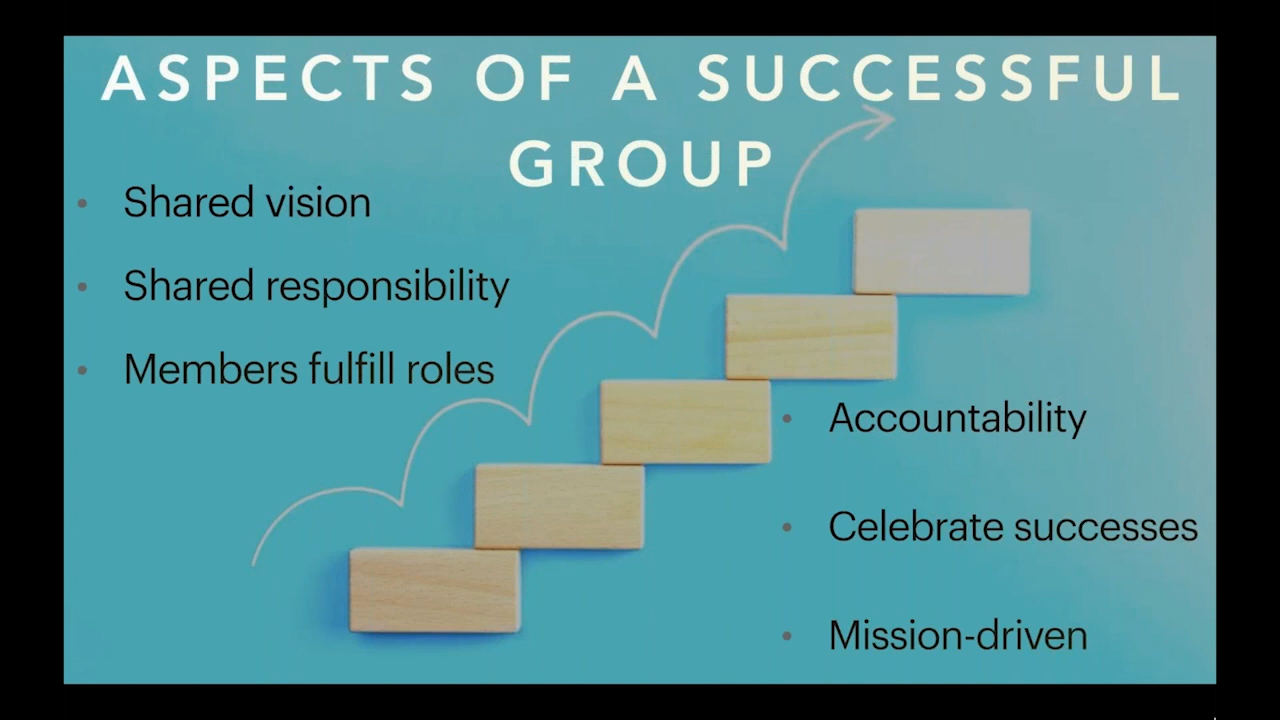 ASPECTS OF A SUCCESSFUL
GROUP
• Shared vision
• Shared responsibility
• Members fulfill roles
• Accountability
• Celebrate successes
• Mission-driven